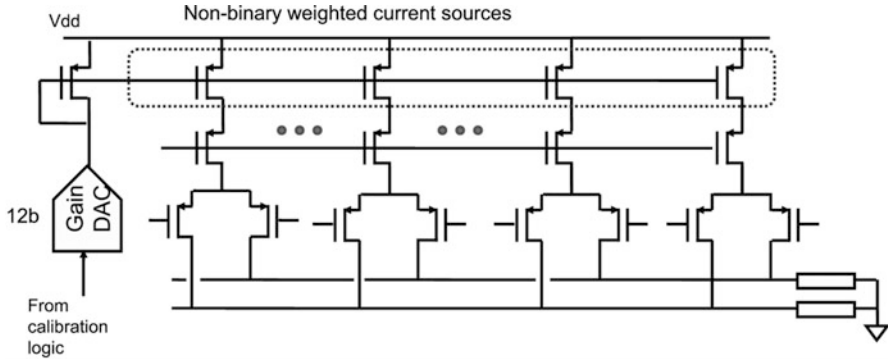 Non-binary weighted current sources
Vdd
12b
Gain
DAC
From
calibration
logic